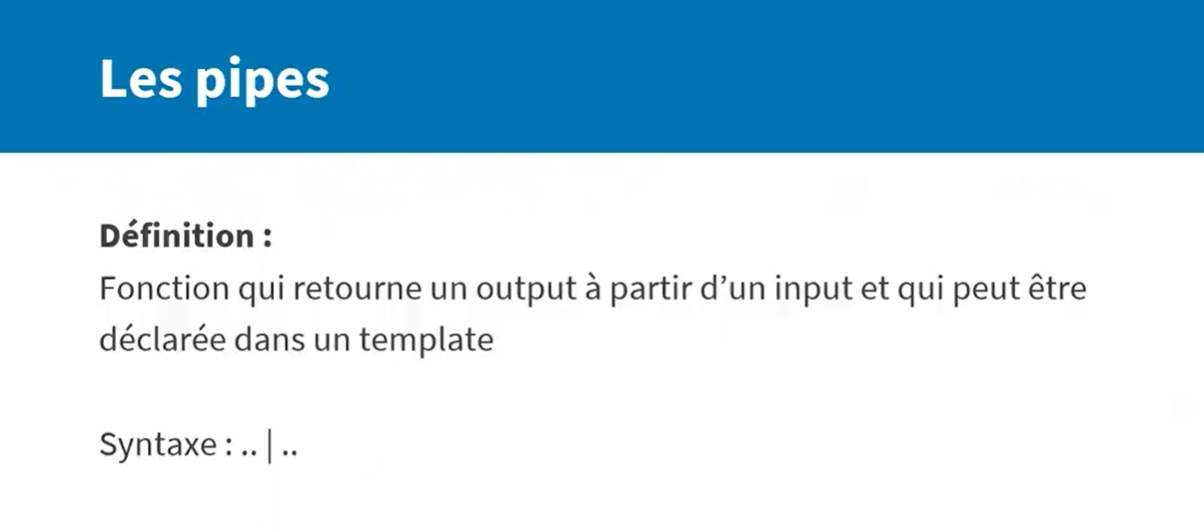 Les pipes
Définition :
Fonction qui retourne un output à partir d’un input et qui peut être
déclarée dans un template
Syntaxe : .. | ..